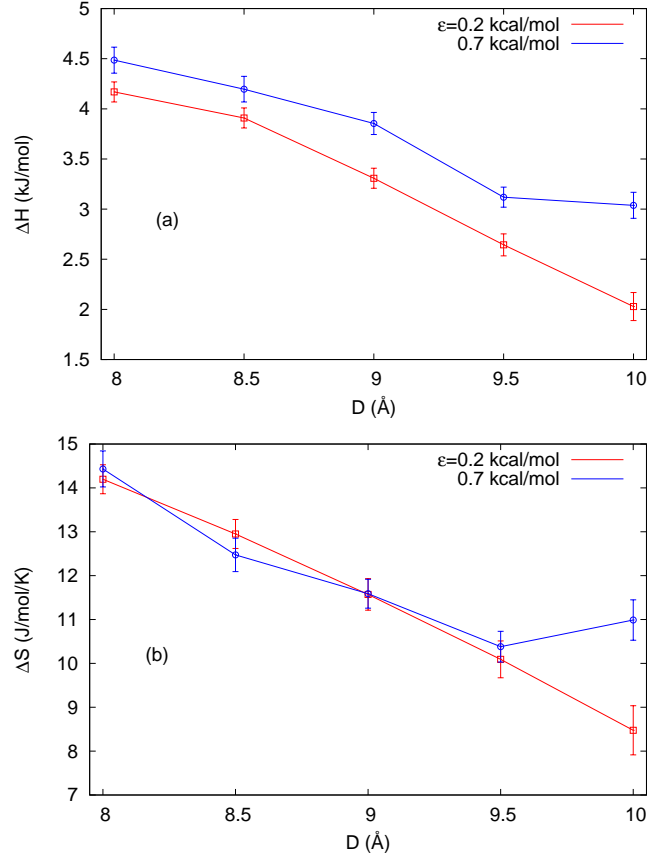 5
4.5
4
3.5
3
2.5
2
1.5
ΔH (kJ/mol)
ε=0.2 kcal/mol
0.7 kcal/mol
(a)
8
8.5
9
9.5
10
D (Å)
15
14
13
12
11
10
9
8
7
ΔS (J/mol/K)
ε=0.2 kcal/mol
0.7 kcal/mol
(b)
8
8.5
9
9.5
10
D (Å)